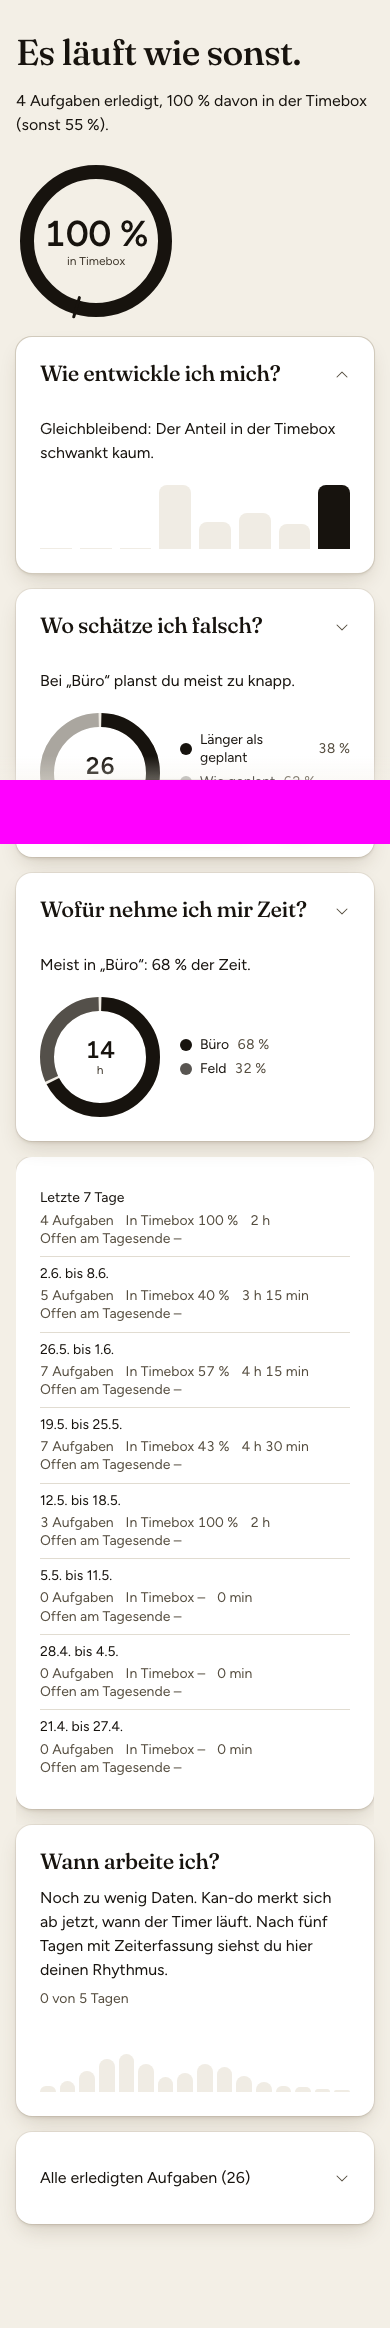 Es läuft wie sonst.
4 Aufgaben erledigt, 100 % davon in der Timebox
(sonst 55 %).
100 %
in Timebox
Wie entwickle ich mich?
Gleichbleibend: Der Anteil in der Timebox
schwankt kaum.
Wo schätze ich falsch?
Bei „Büro“ planst du meist zu knapp.
26
Länger als
geplant 38 %
Wofür nehme ich mir Zeit?
Meist in „Büro“: 68 % der Zeit.
14
h
Büro 68 %
Feld 32 %
Letzte 7 Tage
4 Aufgaben In Timebox 100 % 2 h
Offen am Tagesende –
2.6. bis 8.6.
5 Aufgaben In Timebox 40 % 3 h 15 min
Offen am Tagesende –
26.5. bis 1.6.
7 Aufgaben In Timebox 57 % 4 h 15 min
Offen am Tagesende –
19.5. bis 25.5.
7 Aufgaben In Timebox 43 % 4 h 30 min
Offen am Tagesende –
12.5. bis 18.5.
3 Aufgaben In Timebox 100 % 2 h
Offen am Tagesende –
5.5. bis 11.5.
0 Aufgaben In Timebox – 0 min
Offen am Tagesende –
28.4. bis 4.5.
0 Aufgaben In Timebox – 0 min
Offen am Tagesende –
21.4. bis 27.4.
0 Aufgaben In Timebox – 0 min
Offen am Tagesende –
Wann arbeite ich?
Noch zu wenig Daten. Kan-do merkt sich
ab jetzt, wann der Timer läuft. Nach fünf
Tagen mit Zeiterfassung siehst du hier
deinen Rhythmus.
0 von 5 Tagen
Alle erledigten Aufgaben (26)